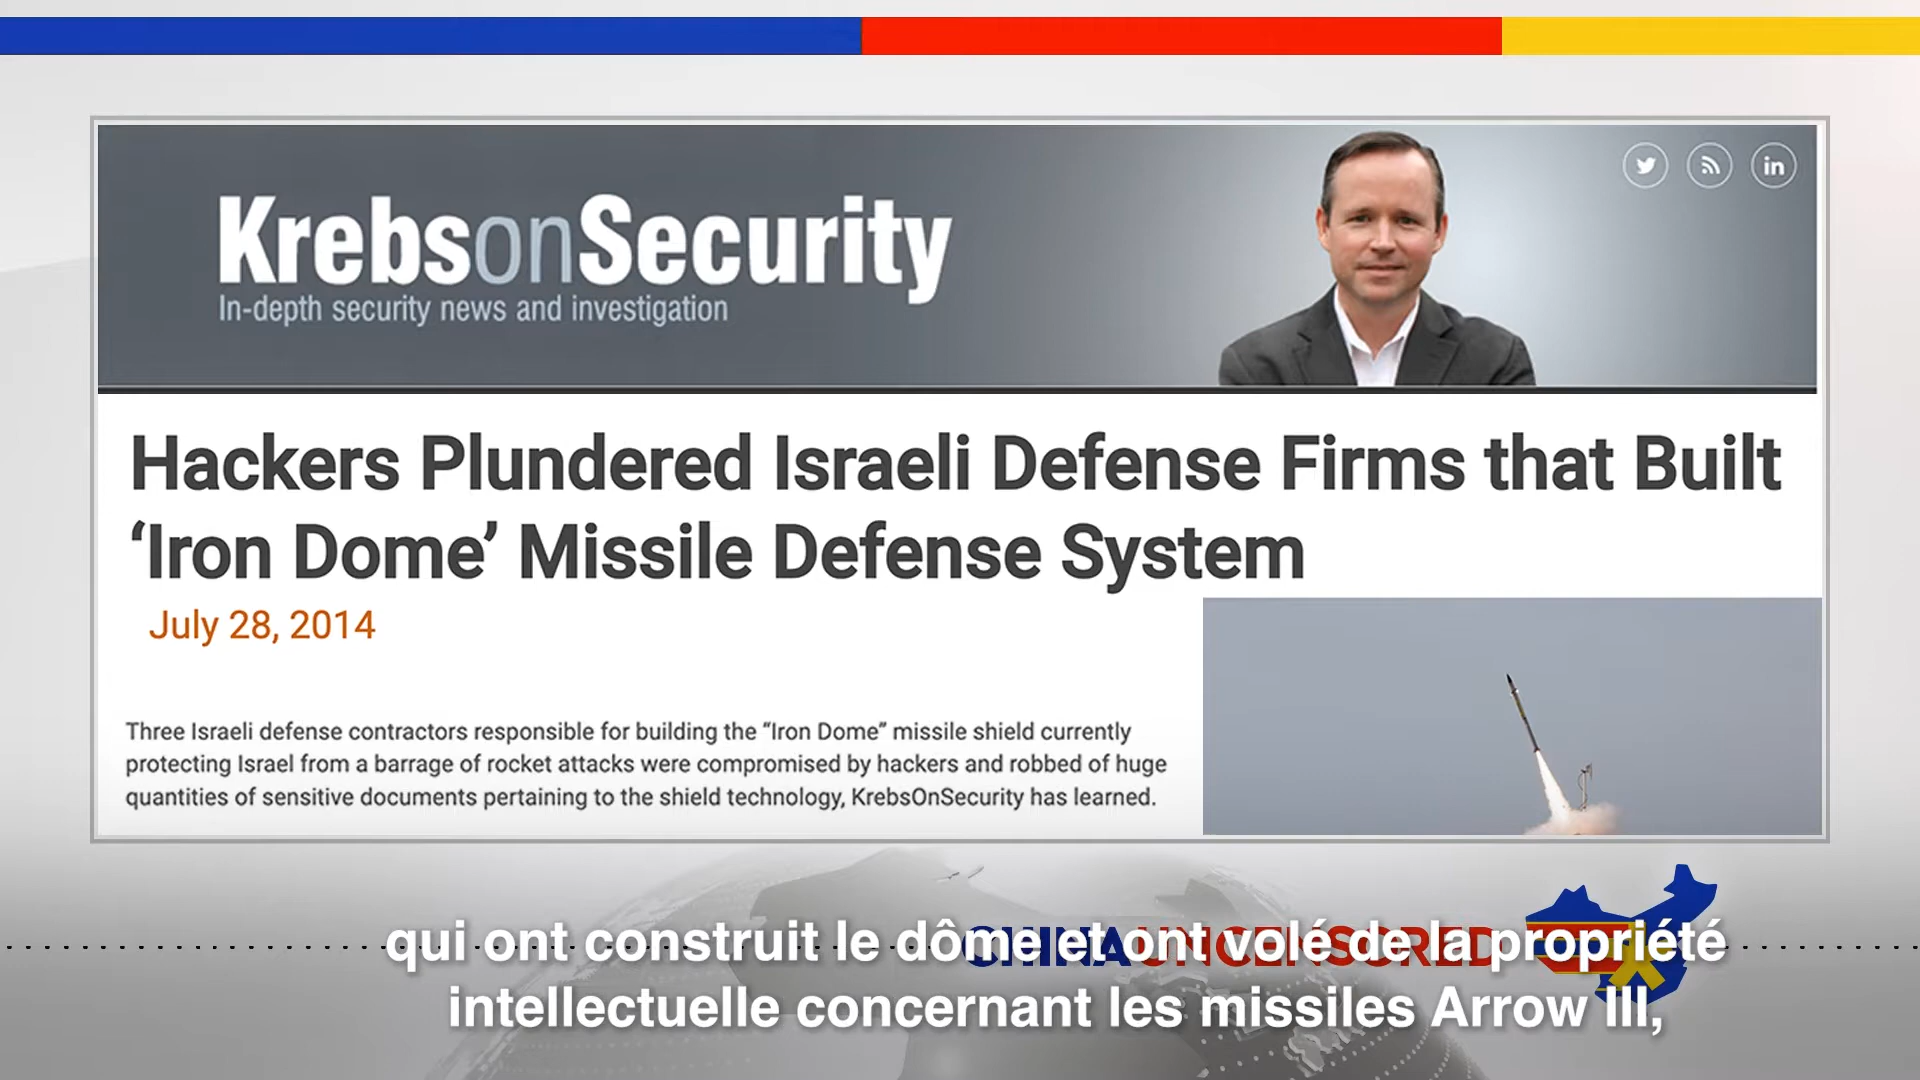 KrebsonSecurity
In-depth security news and investigation
in
Hackers Plundered Israeli Defense Firms that Built
‘Iron Dome’ Missile Defense System
July 28, 2014
Three Israeli defense contractors responsible for building the “Iron Dome” missile shield currently
protecting Israel from a barrage of rocket attacks were compromised by hackers and robbed of huge
quantities of sensitive documents pertaining to the shield technology, KrebsOnSecurity has learned.
CHINAUNCENSORED
qui ont construit le dôme et ont volé de la propriété
intellectuelle concernant les missiles Arrow III,